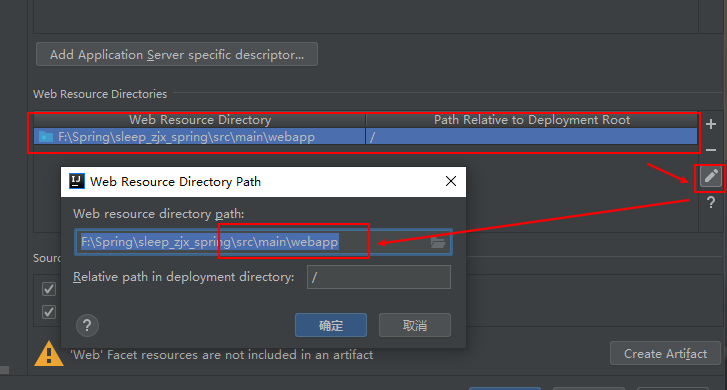 Add Application Server specific descriptor...
Web Resource Directories
Web Resource Directory Path Relative to Deployment Root
F:\Spring\sleep_zjx_spring\src\main\webapp /
IJ Web Resource Directory Path
Web resource directory path:
F:\Spring\sleep_zjx_spring\src\main\webapp
Sour
Relative path in deployment directory: /
? 确定 取消
'Web' Facet resources are not included in an artifact
Create Artifact